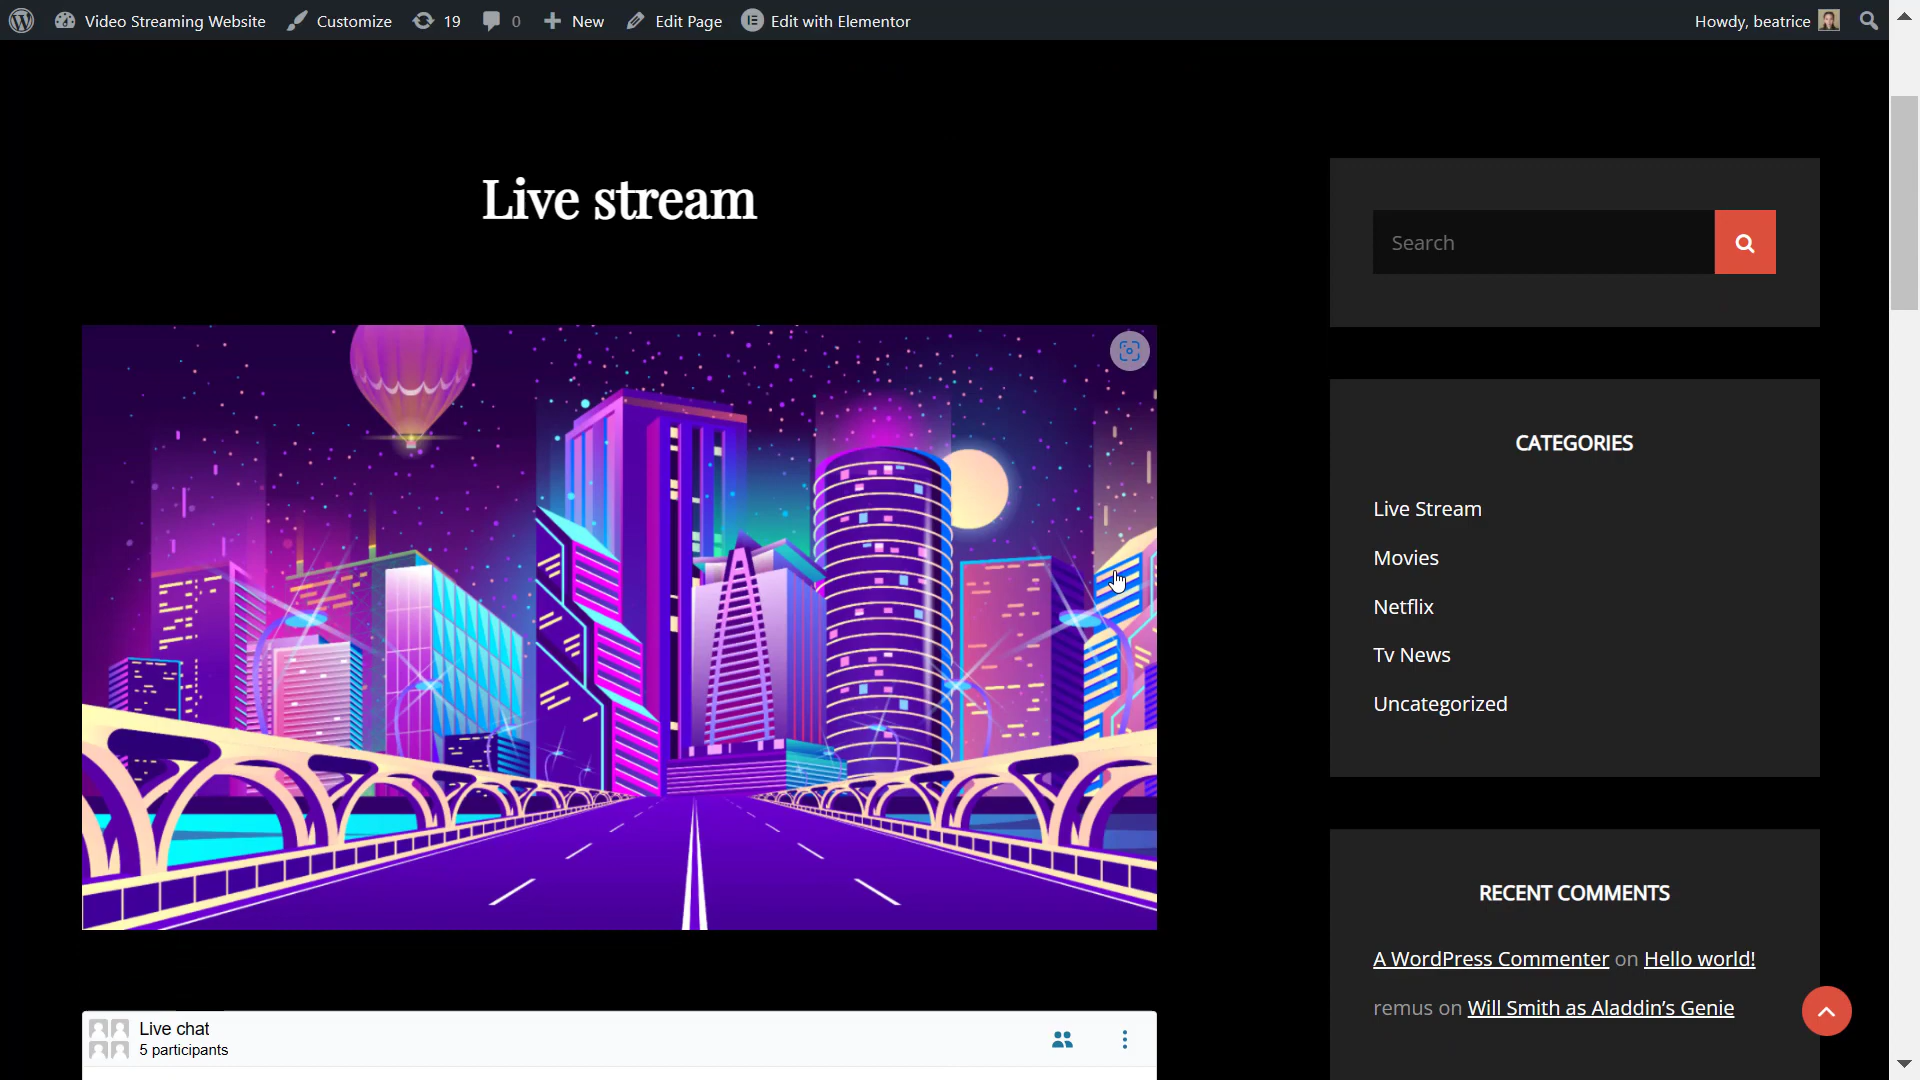 Video Streaming Website Customize 19 0 New Edit Page Edit with Elementor Howdy, beatrice
Live stream
Search
CATEGORIES
Live Stream
Movies
Netflix
Tv News
Uncategorized
RECENT COMMENTS
A WordPress Commenter on Hello world!
remus on Will Smith as Aladdin's Genie
Live chat
5 participants